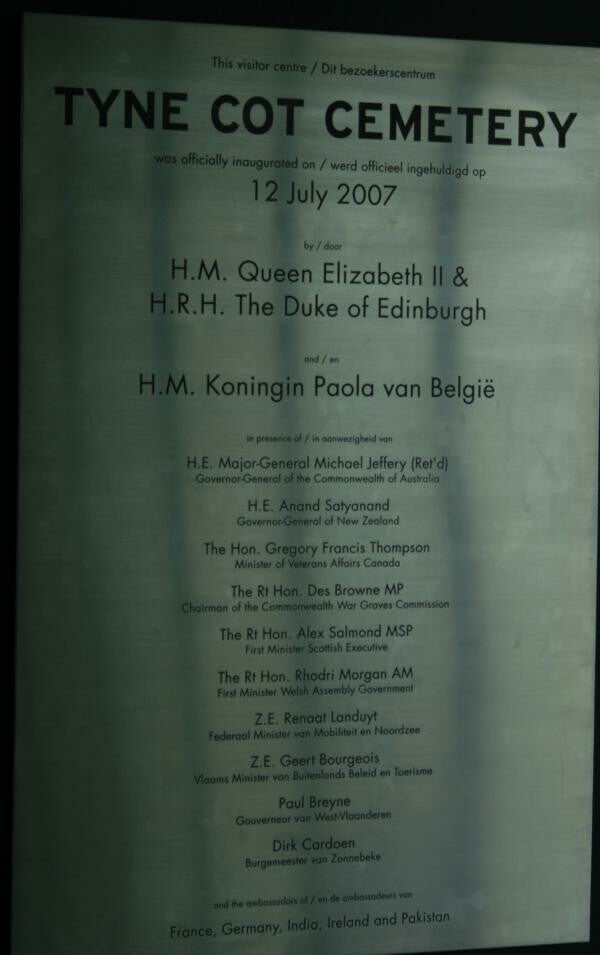 This visitor centre / Dit bezoekerscentrum
TYNE COT CEMETERY
was officially inaugurated on / werd officieel ingehuldigd op
12 July 2007
by / door
H.M. Queen Elizabeth II &
H.R.H. The Duke of Edinburgh
and / en
H.M. Koningin Paola van België
in presence of / in aanwezigheid van
H.E. Major-General Michael Jeffery (Ret'd)
Governor-General of the Commonwealth of Australia
H.E. Anand Satyanand
Governor-General of New Zealand
The Hon. Gregory Francis Thompson
Minister of Veterans Affairs Canada
The Rt Hon. Des Browne MP
Chairman of the Commonwealth War Graves Commission
The Rt Hon. Alex Salmond MSP
First Minister Scottish Executive
The Rt Hon. Rhodri Morgan AM
First Minister Welsh Assembly Government
Z.E. Renaat Landuyt
Federaal Minister van Mobiliteit en Noordzee
Z.E. Geert Bourgeois
Vlaams Minister van Buitenlands Beleid en Toerisme
Paul Breyne
Gouverneur van West-Vlaanderen
Dirk Cardoen
Burgemeester van Zonnebeke
and the ambassadors of / en de ambassadeurs van
France, Germany, India, Ireland and Pakistan